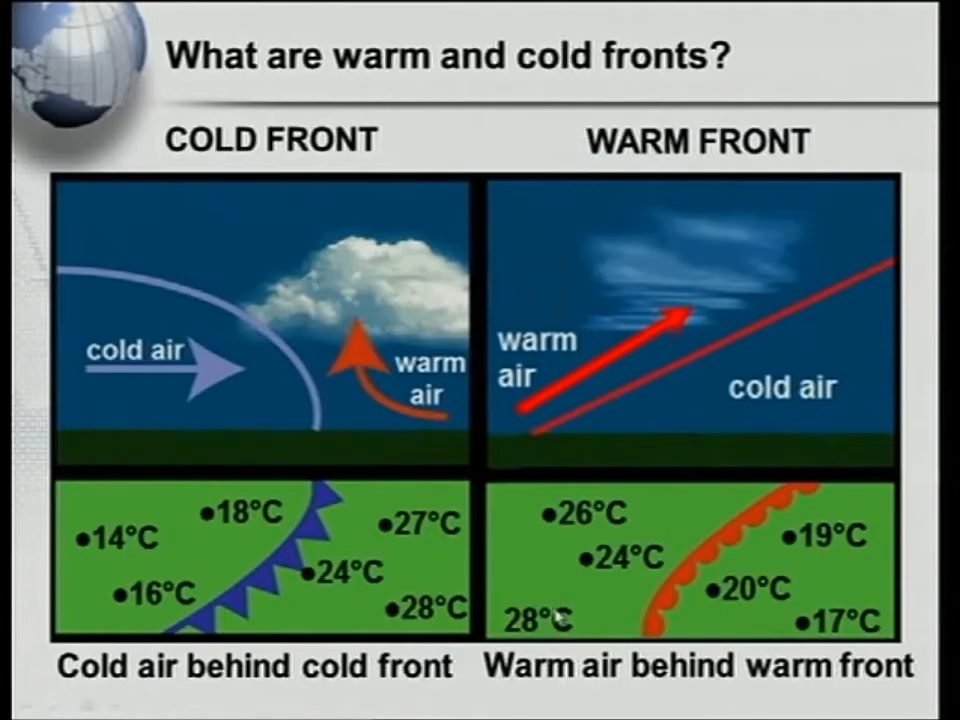 What are warm and cold fronts?
COLD FRONT
WARM FRONT
cold air
warm
air
warm
air
cold air
•14°C
•18°C
•16°C
•27°C
•24°C
•28°C
•26°C
•24°C
28°C
•19°C
•20°C
•17°C
Cold air behind cold front
Warm air behind warm front